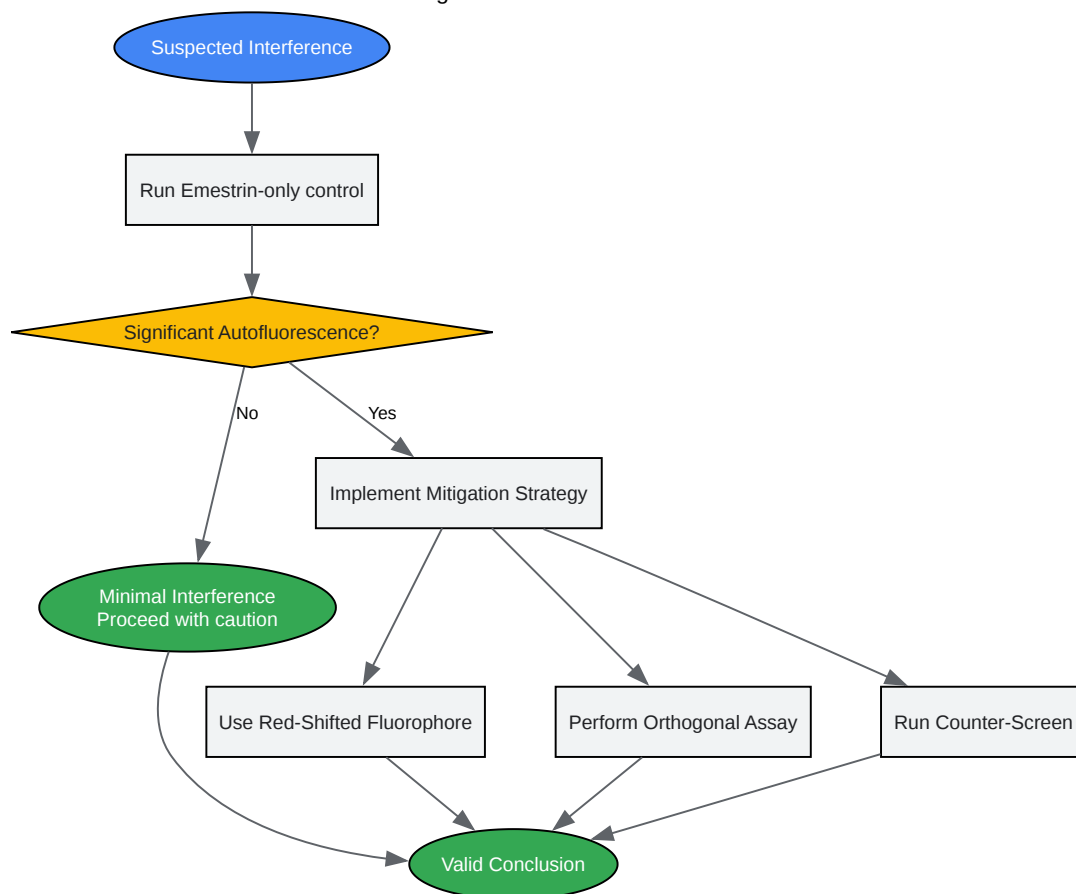 Suspected Interference
Run Emestrin-only control
Significant Autofluorescence?
No
Yes
Implement Mitigation Strategy
Minimal Interference
Proceed with caution
Use Red-Shifted Fluorophore
Perform Orthogonal Assay
Run Counter-Screen
Valid Conclusion